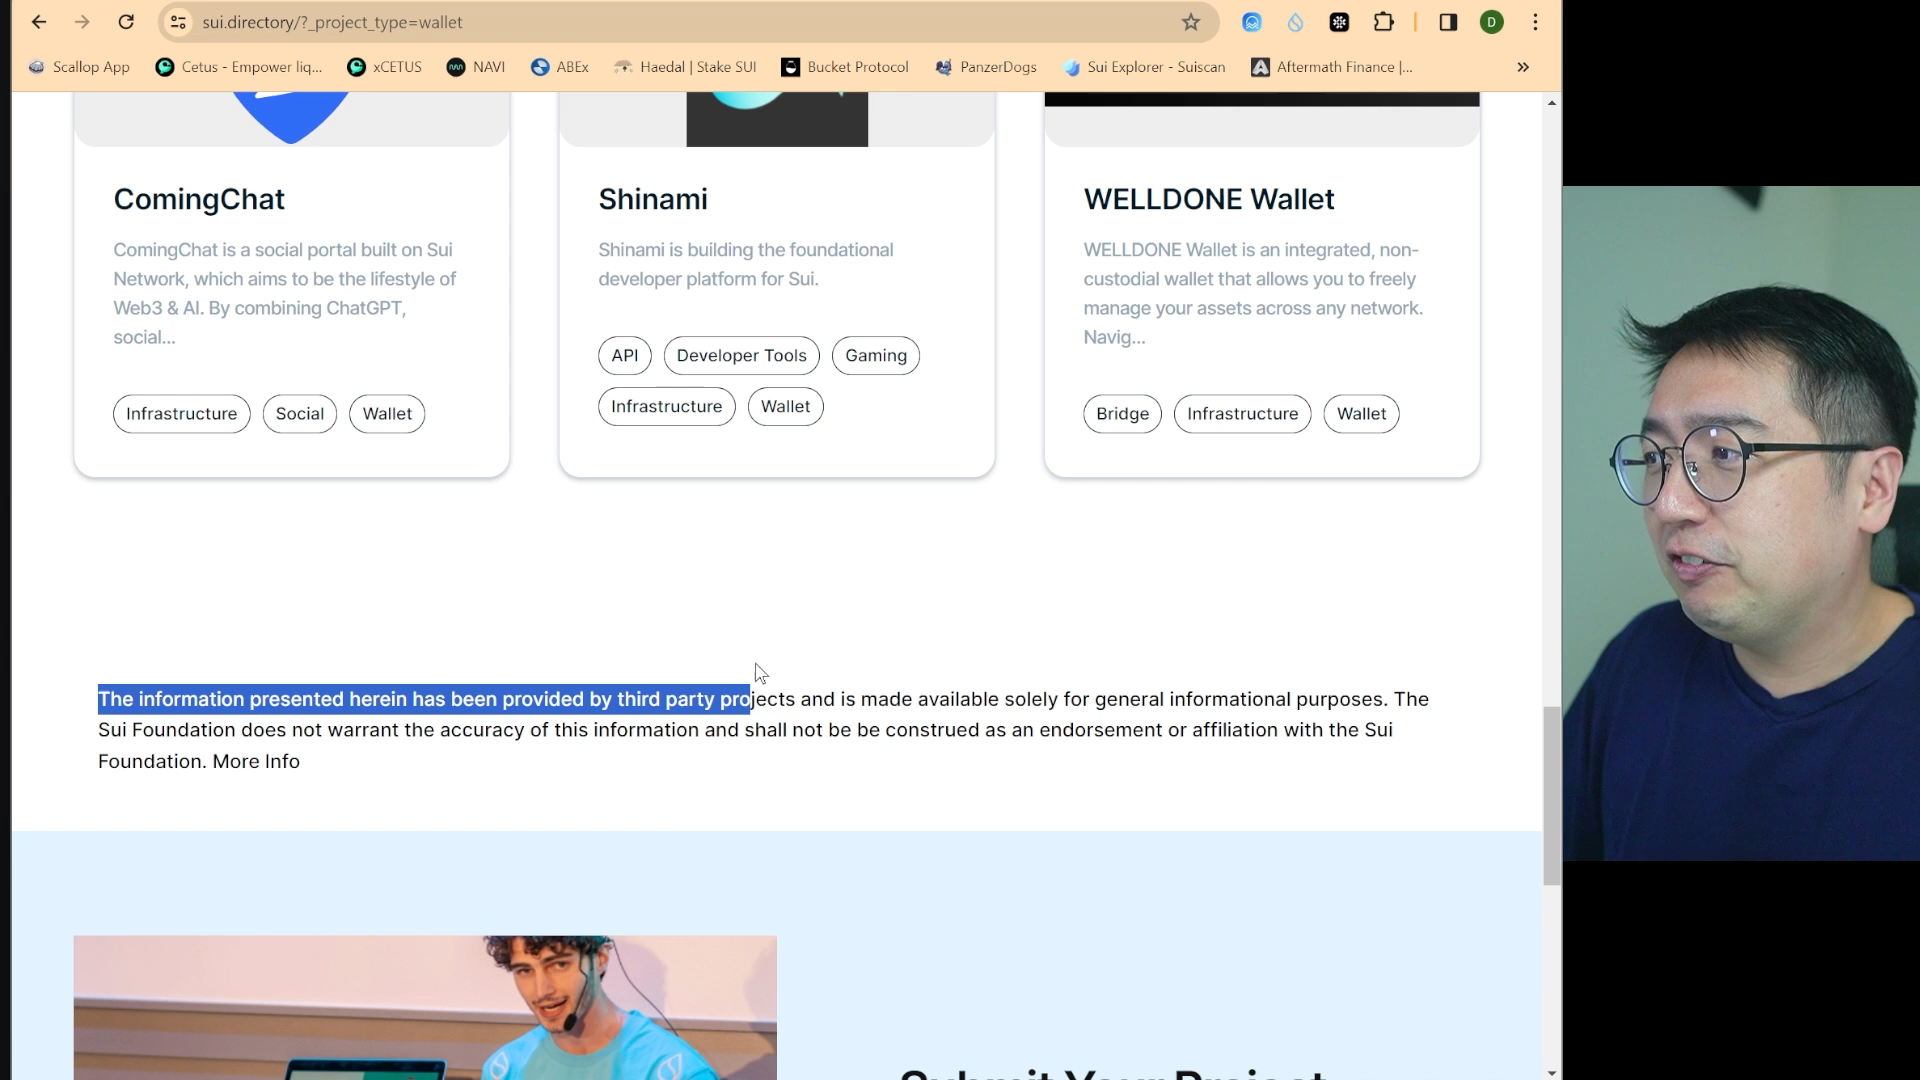 sui.directory/?_project_type=wallet
D
Scallop App
Cetus - Empower liq...
xCETUS
NAVI
ABEx
Haedal | Stake SUI
Bucket Protocol
PanzerDogs
Sui Explorer - Suiscan
Aftermath Finance |...
ComingChat
ComingChat is a social portal built on Sui
Network, which aims to be the lifestyle of
Web3 & AI. By combining ChatGPT,
social...
Infrastructure
Social
Wallet
Shinami
Shinami is building the foundational
developer platform for Sui.
API
Developer Tools
Gaming
Infrastructure
Wallet
WELLDONE Wallet
WELLDONE Wallet is an integrated, non-
custodial wallet that allows you to freely
manage your assets across any network.
Navig...
Bridge
Infrastructure
Wallet
The information presented herein has been provided by third party projects and is made available solely for general informational purposes. The
Sui Foundation does not warrant the accuracy of this information and shall not be be construed as an endorsement or affiliation with the Sui
Foundation. More Info
Submit Your Project